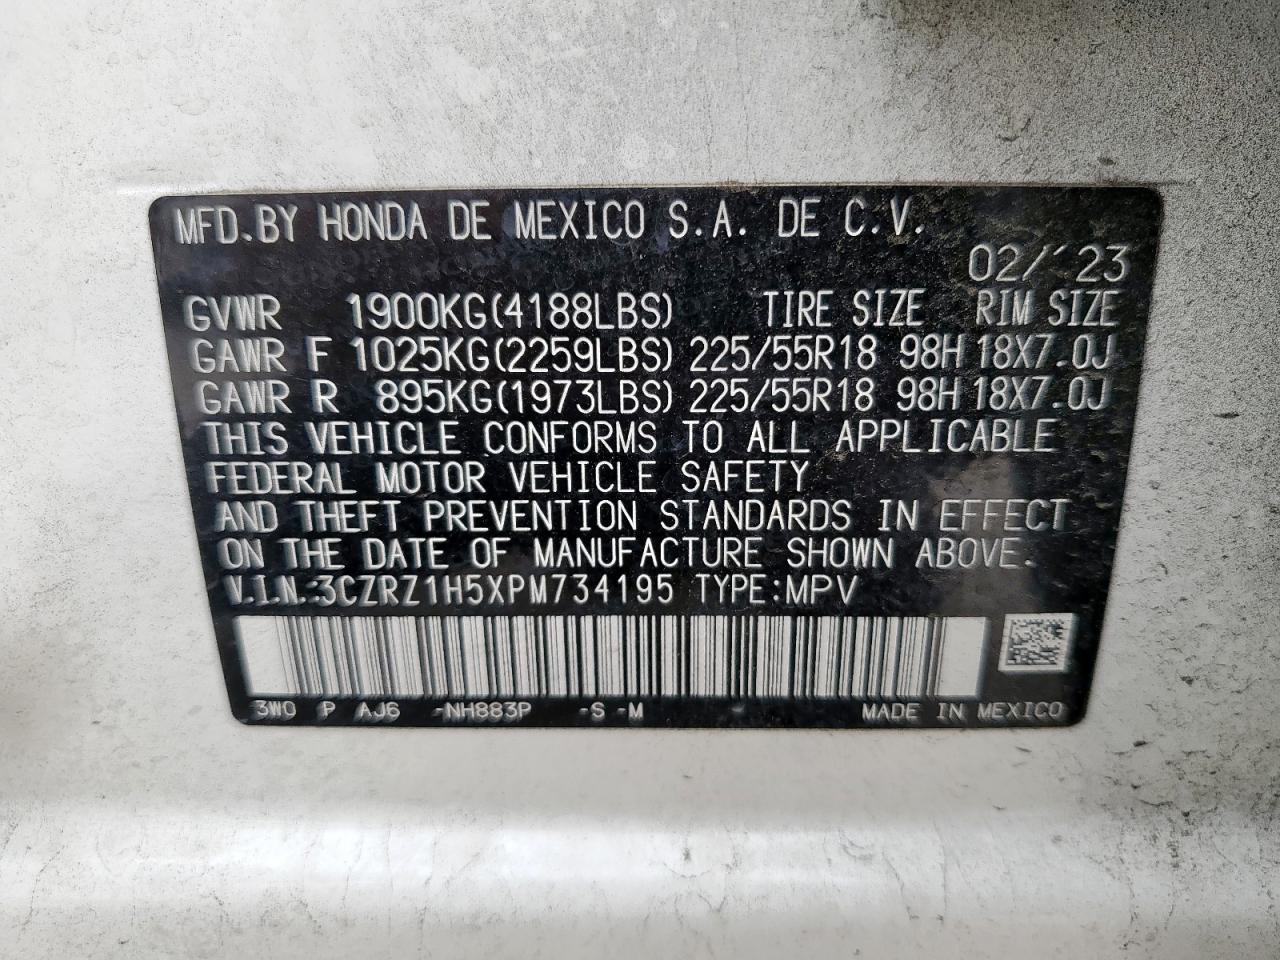 MFD.BY HONDA DE MEXICO S.A. DE C.V.
02/'23
GVWR 1900KG(4188LBS) TIRE SIZE RIM SIZE
GAWR F 1025KG(2259LBS) 225/55R18 98H 18X7.0J
GAWR R 895KG(1973LBS) 225/55R18 98H 18X7.0J
THIS VEHICLE CONFORMS TO ALL APPLICABLE
FEDERAL MOTOR VEHICLE SAFETY
AND THEFT PREVENTION STANDARDS IN EFFECT
ON THE DATE OF MANUFACTURE SHOWN ABOVE.
V.I.N.:3CZRZ1H5XPM734195 TYPE:MPV
3W0 P AJ6 -NH883P -S -M MADE IN MEXICO